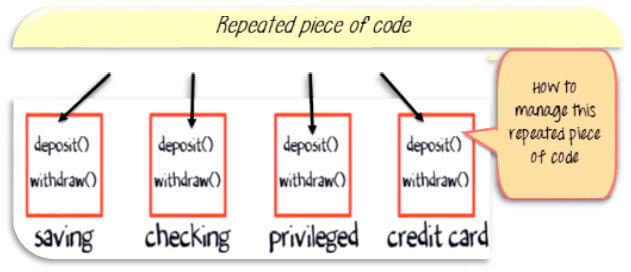 Repeated piece of code
How to
manage this
repeated piece
of code
deposit()
withdraw()
saving
deposit()
withdraw()
checking
deposit()
withdraw()
privileged
deposit()
withdraw()
credit card